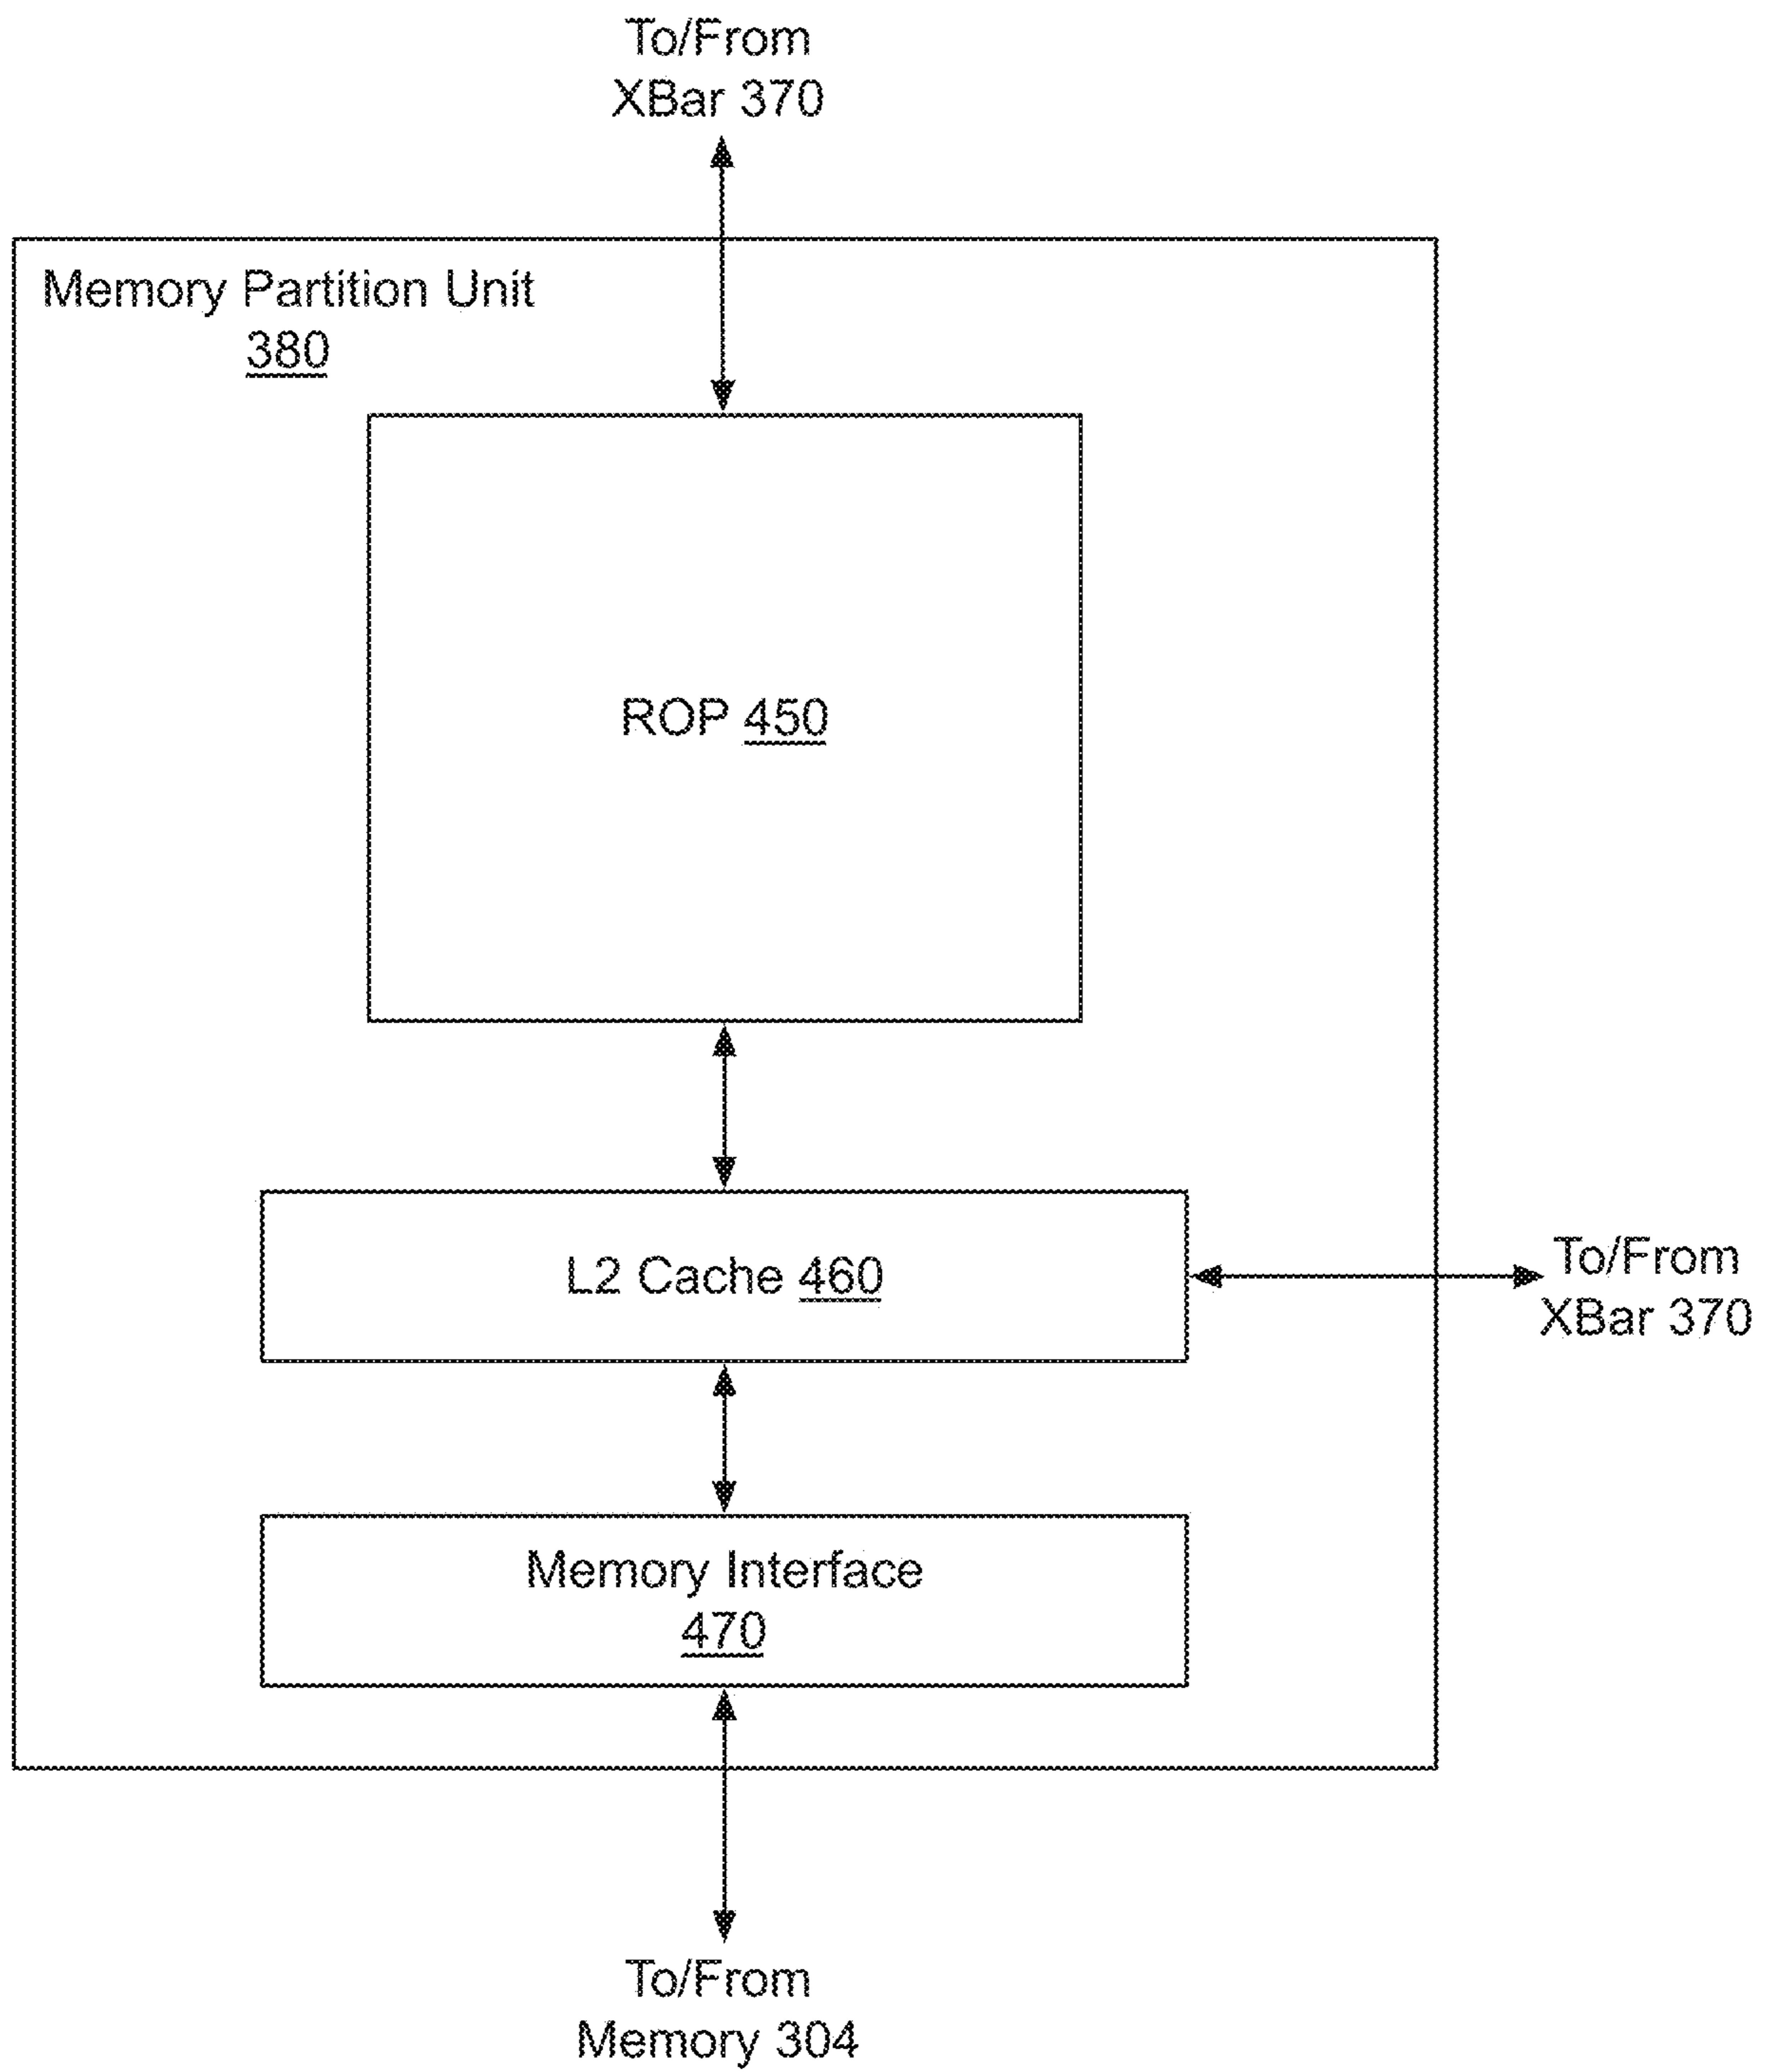 To/From
XBar 370
Memory Partition Unit
380
ROP 450
L2 Cache 460
To/From
XBar 370
Memory Interface
470
To/From
Memory 304